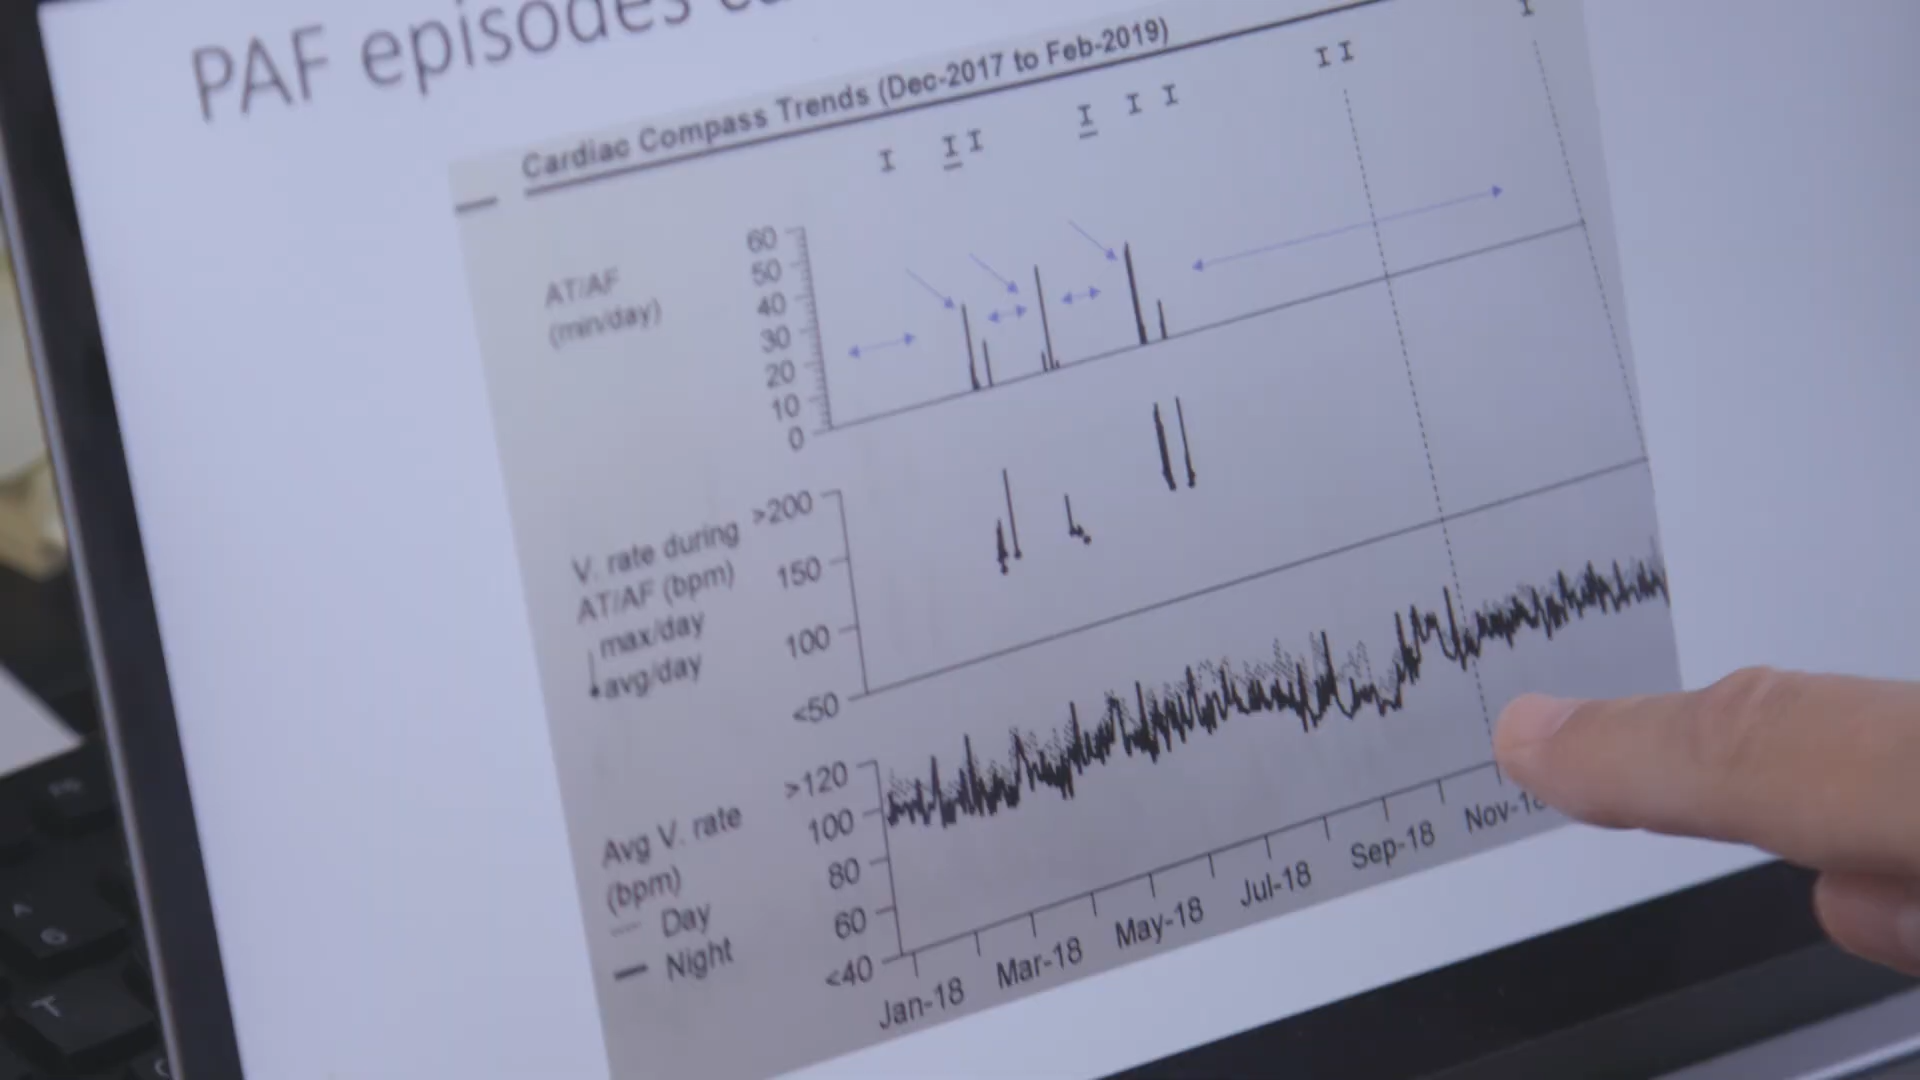 PAF episodes
Cardiac Compass Trends (Dec-2017 to Feb-2019)
I I I I I I I I I
AT/AF
(min/day)
60
50
40
30
20
10
0
V. rate during
AT/AF (bpm)
max/day
avg/day
>200
150
100
<50
Avg V. rate
(bpm)
Day
Night
>120
100
80
60
<40
Jan-18 Mar-18 May-18 Jul-18 Sep-18
G
T